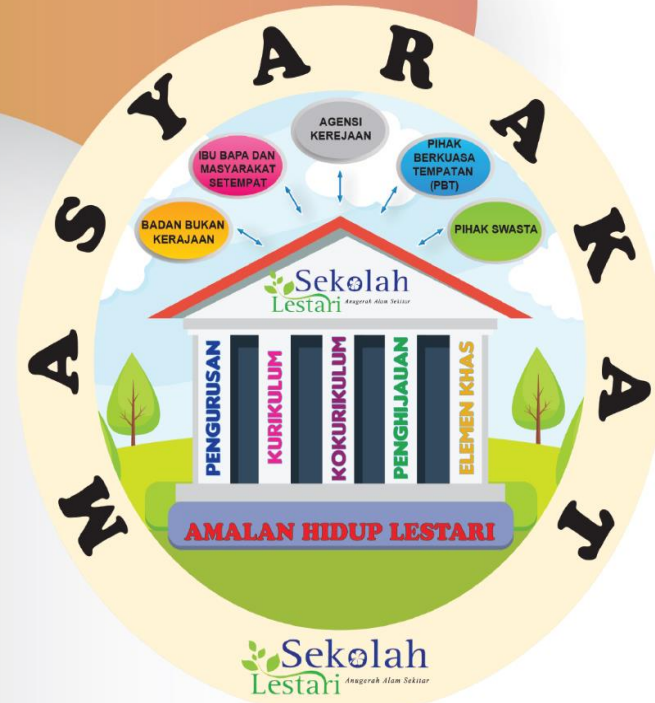 MASYARAKAT
AGENSI
KEREJAAN
IBU BAPA DAN
MASYARAKAT
SETEMPAT
PIHAK
BERKUASA
TEMPATAN
(PBT)
BADAN BUKAN
KERAJAAN
PIHAK SWASTA
Sekolah
Lestari Anugerah Alam Sekitar
PENGURUSAN
KURIKULUM
KOKURIKULUM
PENGHIJAUAN
ELEMEN KHAS
AMALAN HIDUP LESTARI
Sekolah
Lestari Anugerah Alam Sekitar